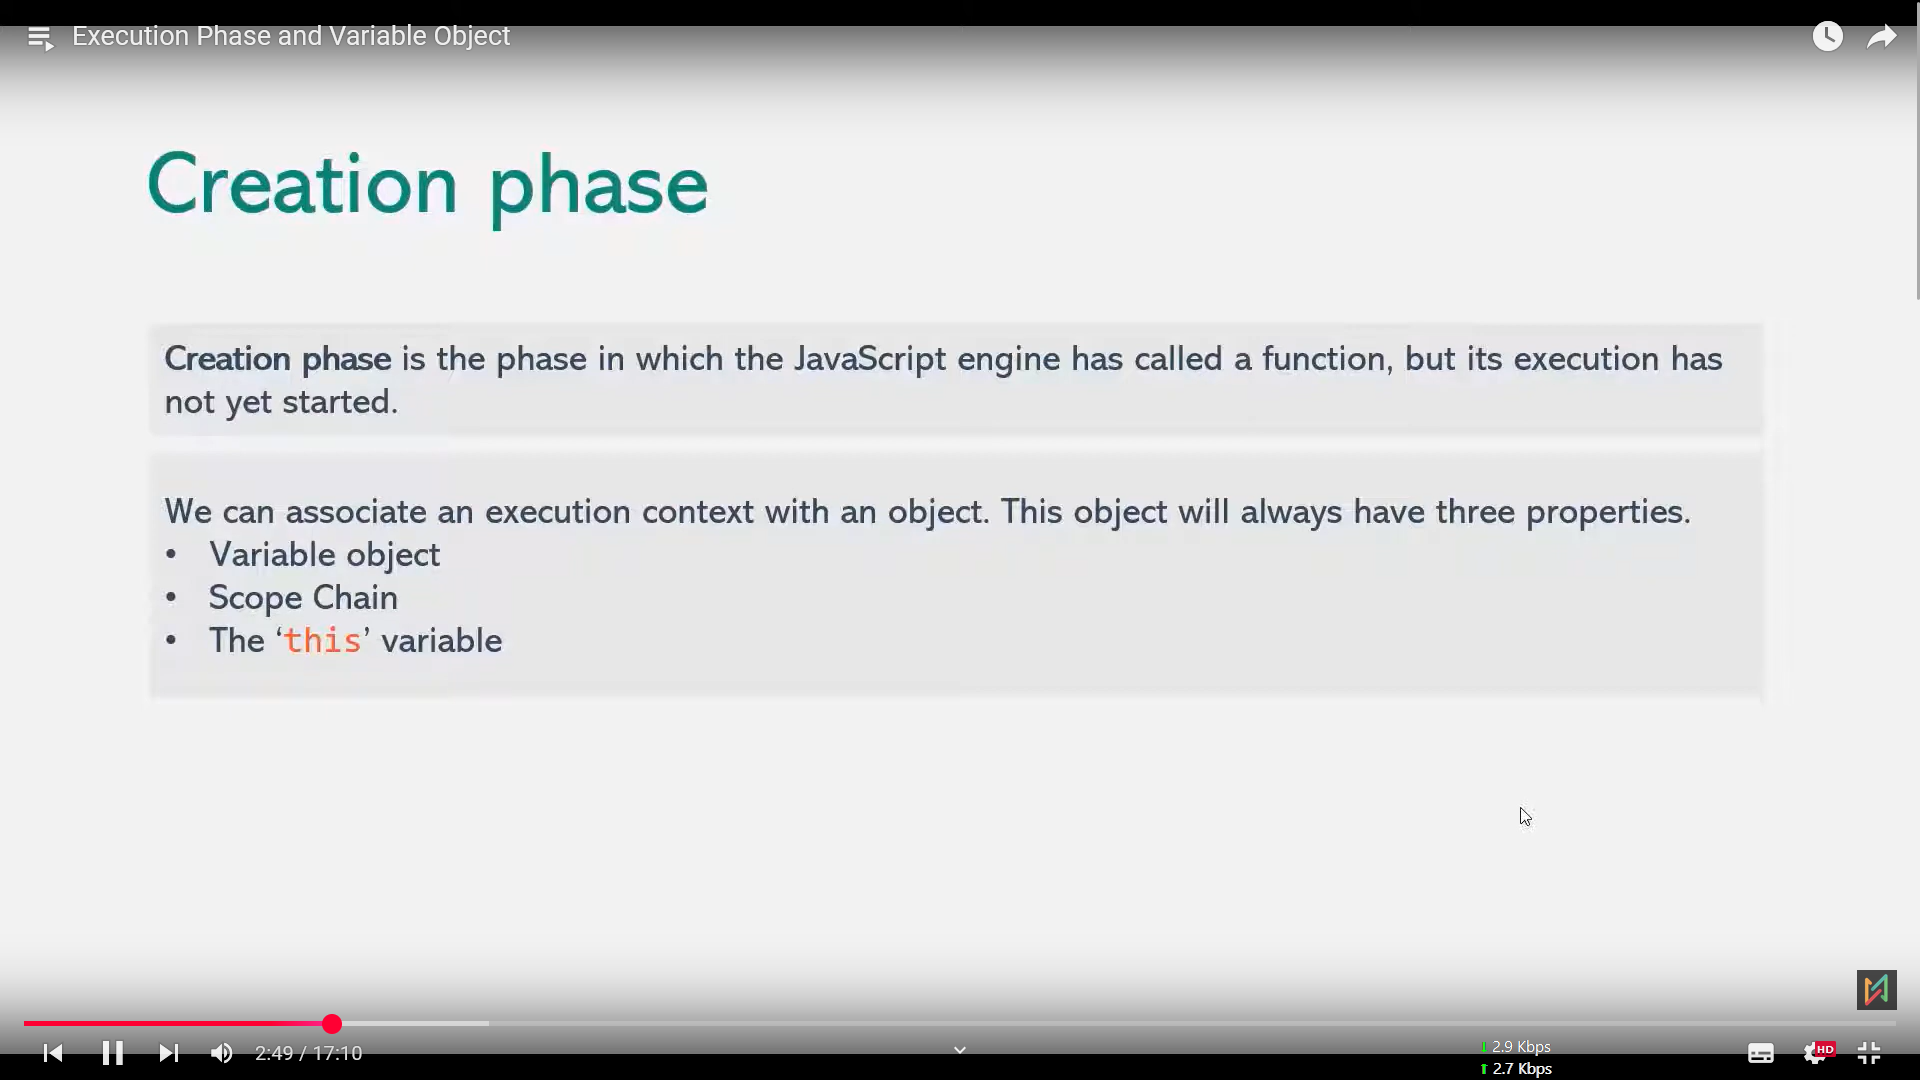 Execution Phase and Variable Object
Creation phase
Creation phase is the phase in which the JavaScript engine has called a function, but its execution has
not yet started.
We can associate an execution context with an object. This object will always have three properties.
• Variable object
• Scope Chain
• The ‘this’ variable
2:49 / 17:10
↓ 2.9 Kbps
↑ 2.7 Kbps
HD